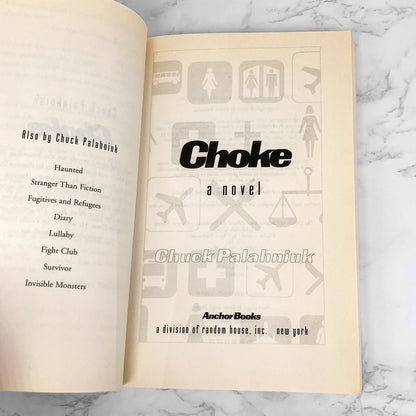 Also by Chuck Palahniuk
Haunted
Stranger Than Fiction
Fugitives and Refugees
Diary
Lullaby
Fight Club
Survivor
Invisible Monsters
Choke
a novel
Chuck Palahniuk
Anchor Books
a division of random house, inc. new york